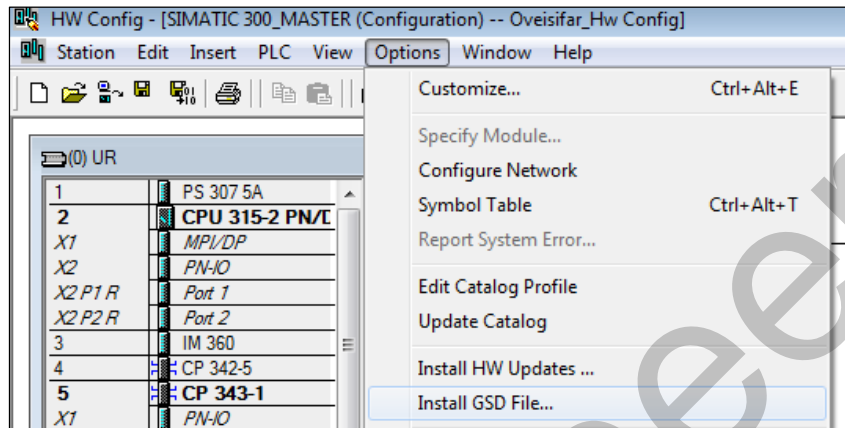 HW Config - [SIMATIC 300_MASTER (Configuration) -- Oveisifar_Hw Config]
Station Edit Insert PLC View Options Window Help
Customize... Ctrl+Alt+E
Specify Module...
Configure Network
Symbol Table Ctrl+Alt+T
Report System Error...
Edit Catalog Profile
Update Catalog
Install HW Updates ...
Install GSD File...
(0) UR
1 PS 307 5A
2 CPU 315-2 PN/D
X1 MPI/DP
X2 PN-IO
X2 P1 R Port 1
X2 P2 R Port 2
3 IM 360
4 CP 342-5
5 CP 343-1
X1 PN-IO